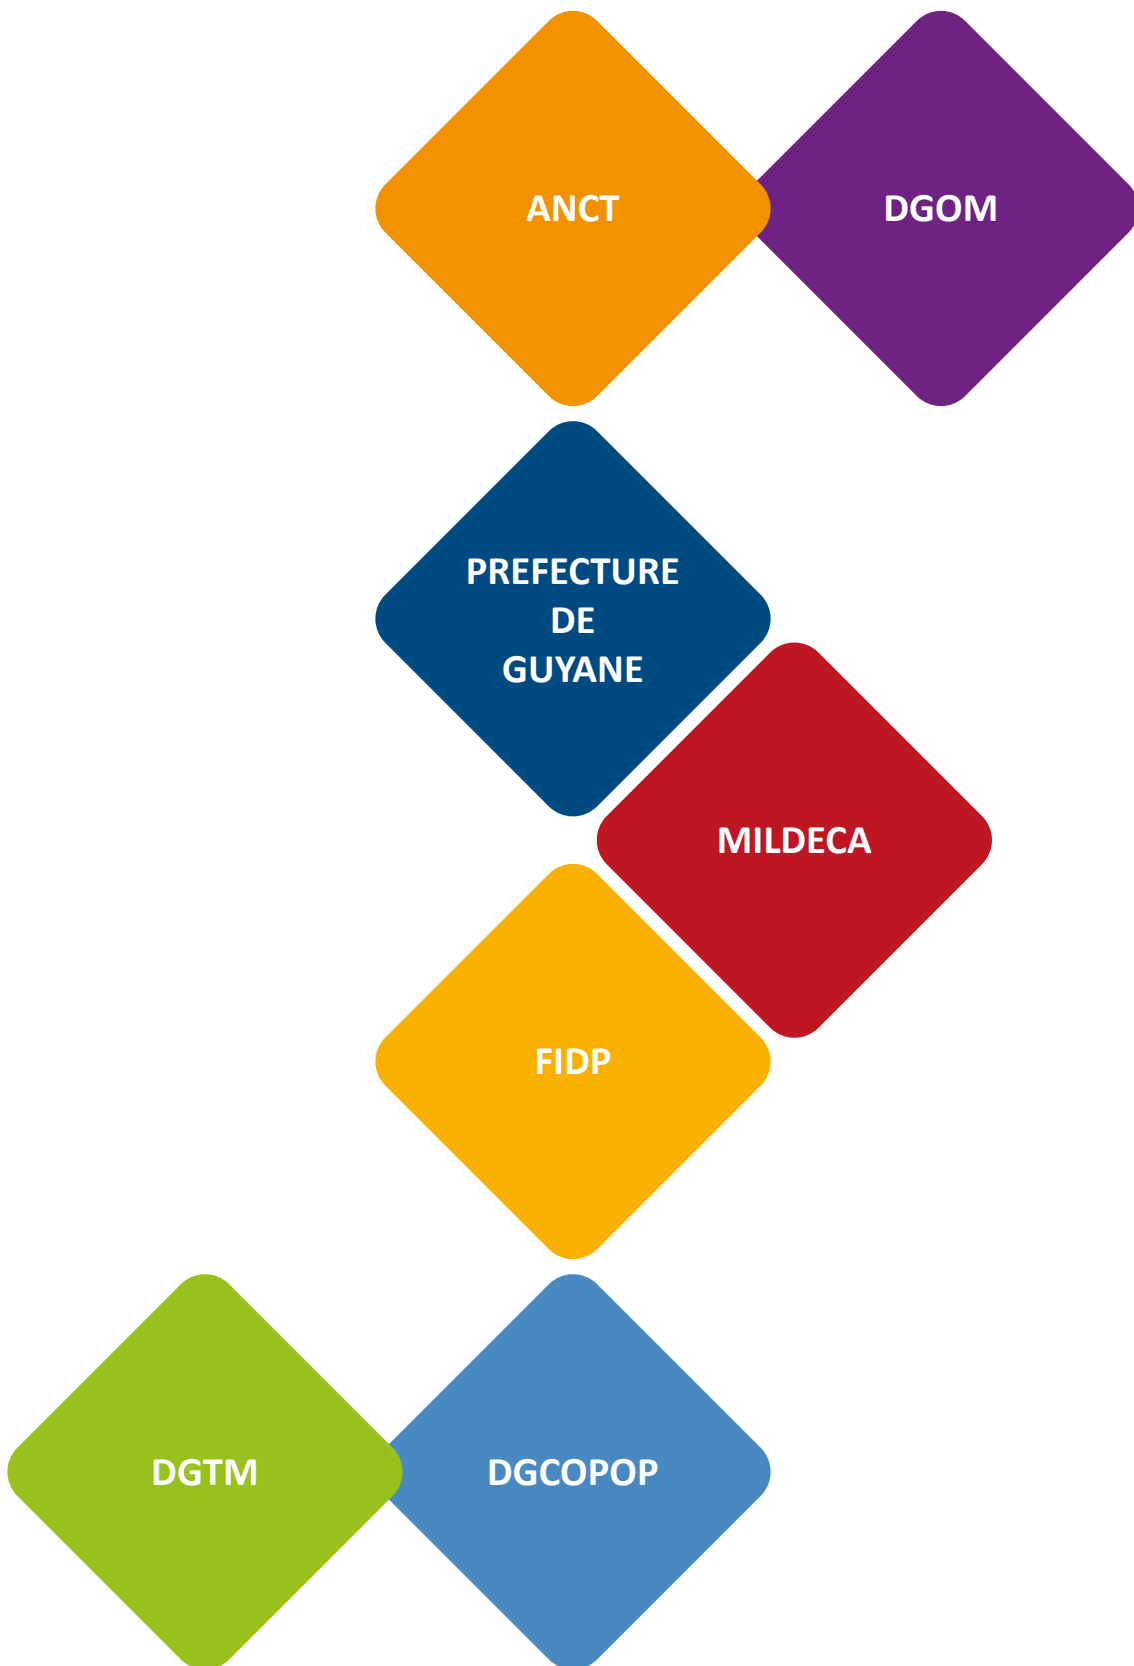 ANCT
DGOM
PREFECTURE
DE
GUYANE
MILDECA
FIDP
DGTM
DGCOPOP